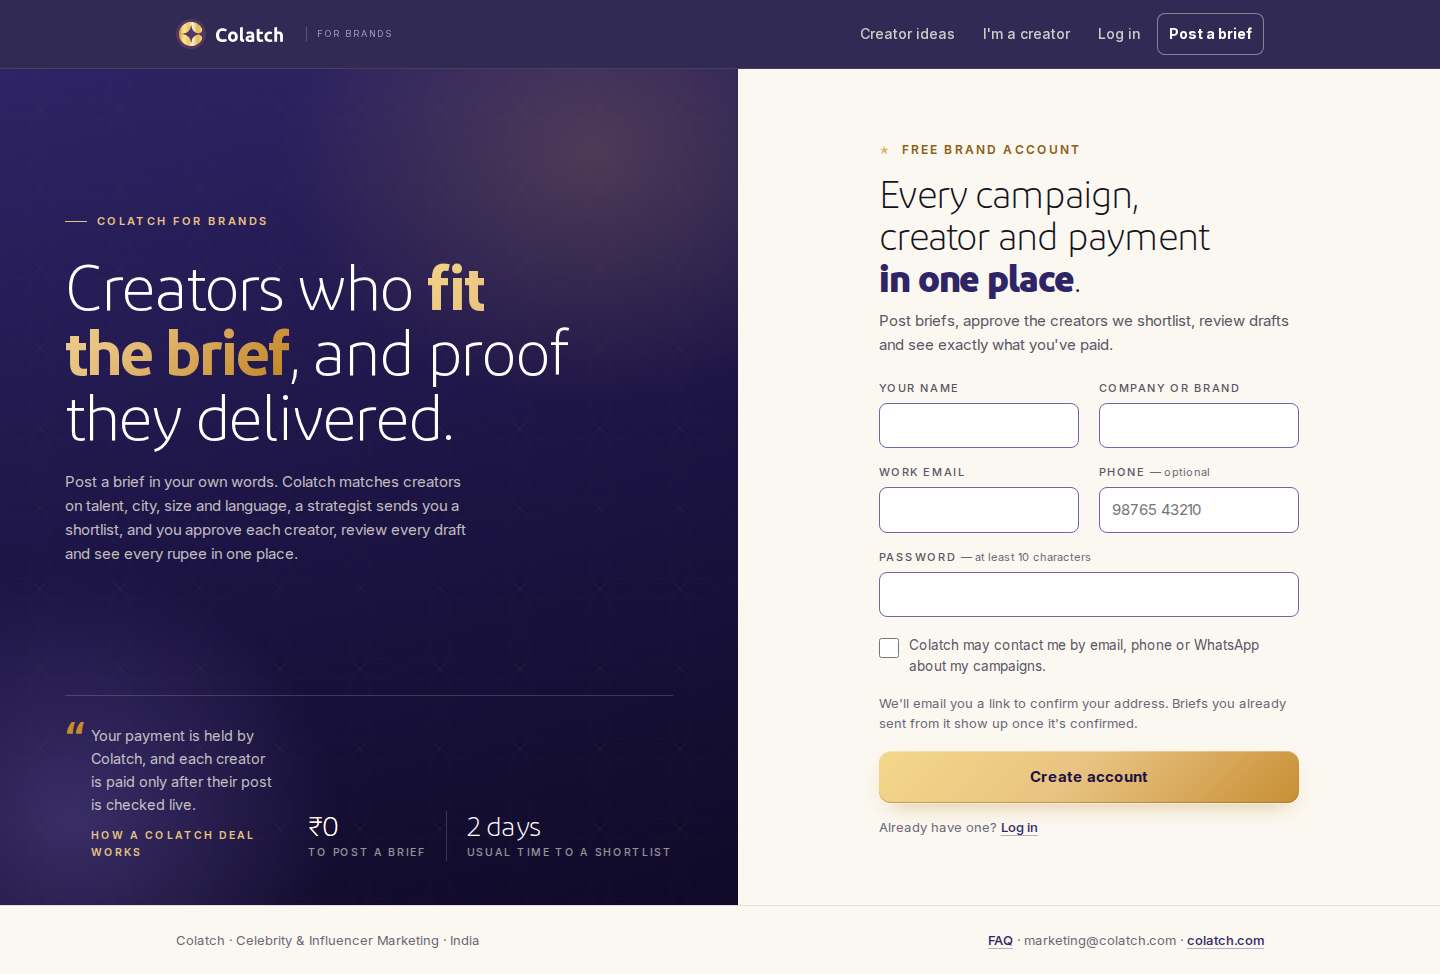 Colatch
FOR BRANDS
Creator ideas
I'm a creator
Log in
Post a brief
COLATCH FOR BRANDS
Creators who fit
the brief, and proof
they delivered.
Post a brief in your own words. Colatch matches creators
on talent, city, size and language, a strategist sends you a
shortlist, and you approve each creator, review every draft
and see every rupee in one place.
“
Your payment is held by
Colatch, and each creator
is paid only after their post
is checked live.
HOW A COLATCH DEAL
WORKS
₹0
TO POST A BRIEF
2 days
USUAL TIME TO A SHORTLIST
★ FREE BRAND ACCOUNT
Every campaign,
creator and payment
in one place.
Post briefs, approve the creators we shortlist, review drafts
and see exactly what you've paid.
YOUR NAME
COMPANY OR BRAND
WORK EMAIL
PHONE — optional
98765 43210
PASSWORD — at least 10 characters
Colatch may contact me by email, phone or WhatsApp
about my campaigns.
We'll email you a link to confirm your address. Briefs you already
sent from it show up once it's confirmed.
Create account
Already have one? Log in
Colatch · Celebrity & Influencer Marketing · India
FAQ · marketing@colatch.com · colatch.com